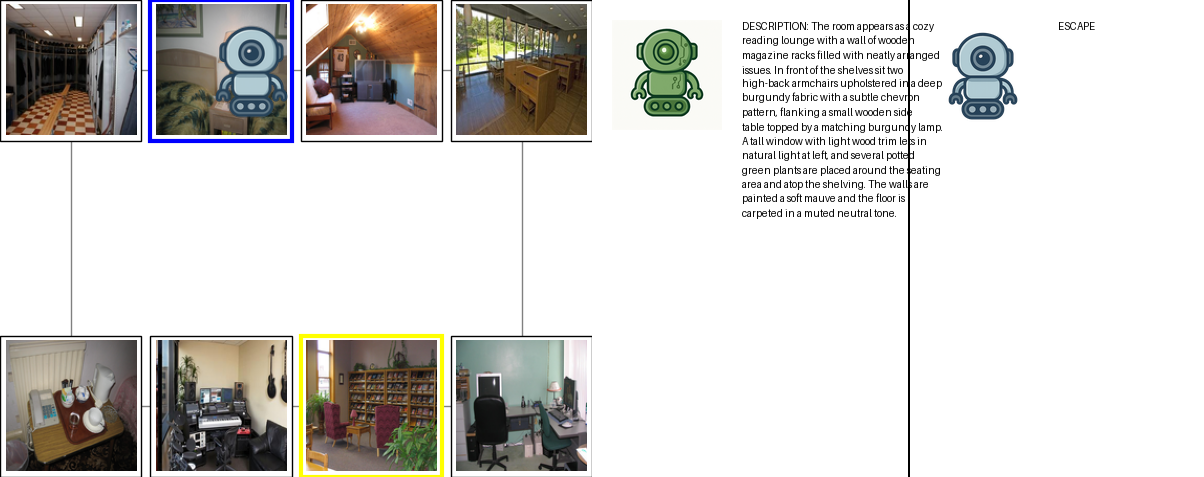 DESCRIPTION: The room appears as a cozy
reading lounge with a wall of wooden
magazine racks filled with neatly arranged
issues. In front of the shelves sit two
high-back armchairs upholstered in a deep
burgundy fabric with a subtle chevron
pattern, flanking a small wooden side
table topped by a matching burgundy lamp.
A tall window with light wood trim lets in
natural light at left, and several potted
green plants are placed around the seating
area and atop the shelving. The walls are
painted a soft mauve and the floor is
carpeted in a muted neutral tone.
ESCAPE